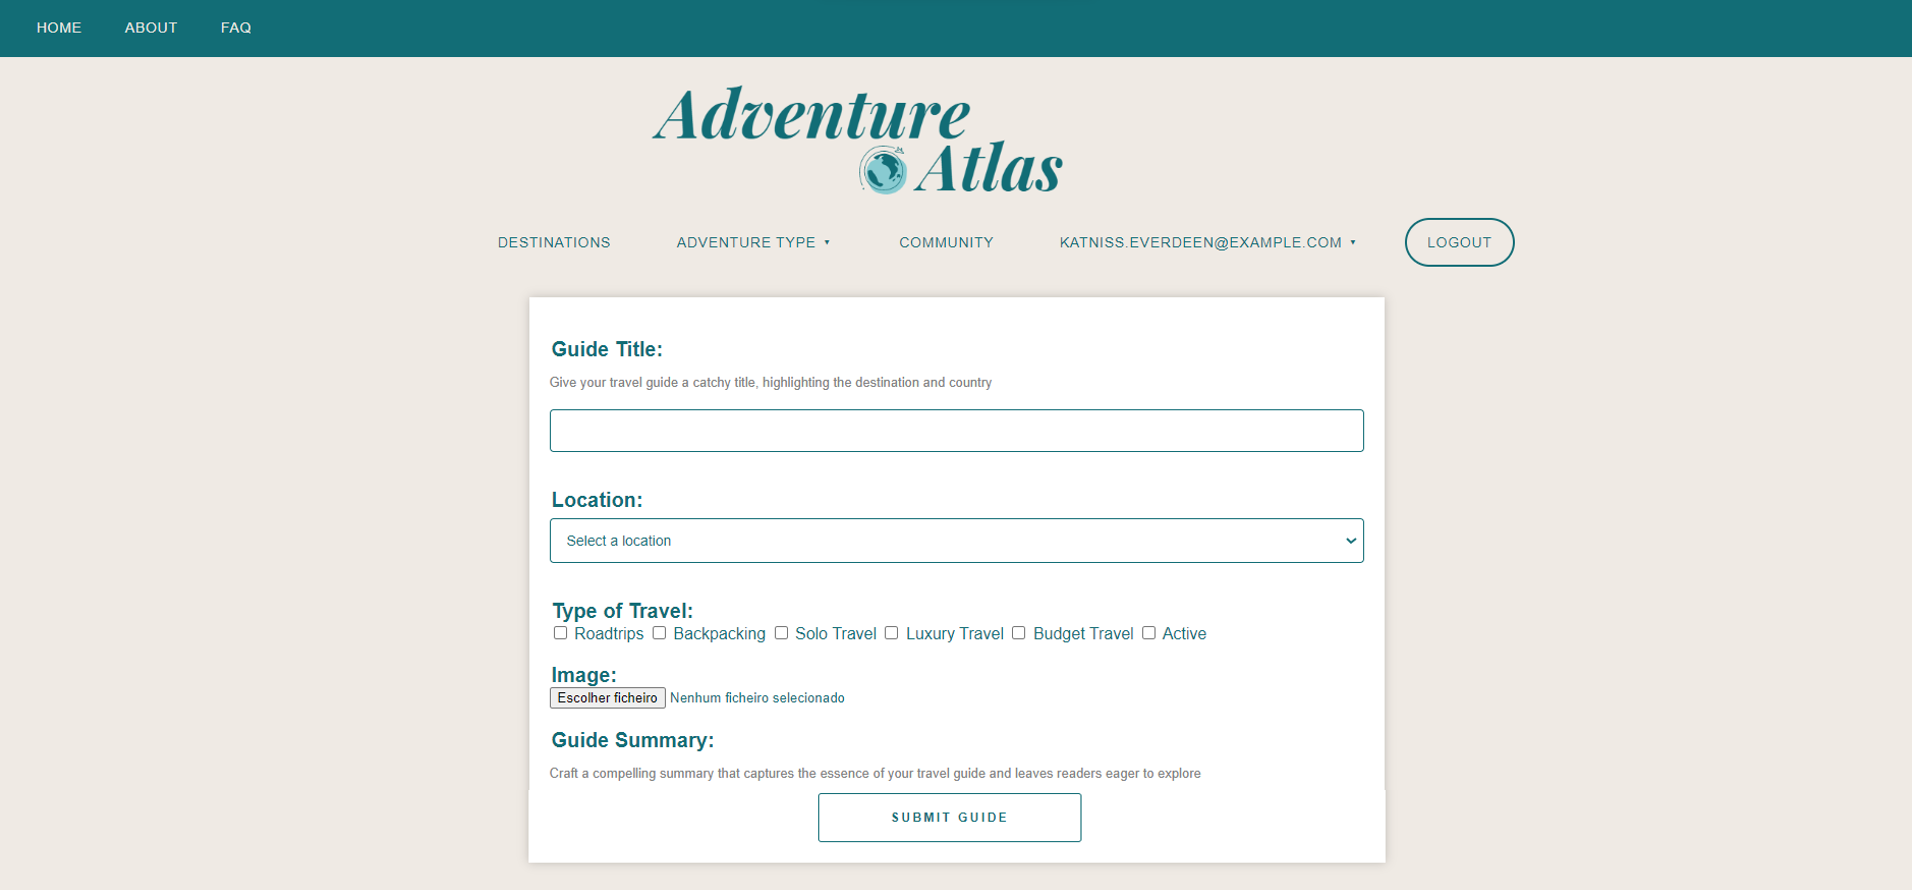 HOME ABOUT FAQ
Adventure
Atlas
DESTINATIONS ADVENTURE TYPE ▾ COMMUNITY KATNISS.EVERDEEN@EXAMPLE.COM ▾ LOGOUT
Guide Title:
Give your travel guide a catchy title, highlighting the destination and country
Location:
Select a location
Type of Travel:
Roadtrips Backpacking Solo Travel Luxury Travel Budget Travel Active
Image:
Escolher ficheiro Nenhum ficheiro selecionado
Guide Summary:
Craft a compelling summary that captures the essence of your travel guide and leaves readers eager to explore
SUBMIT GUIDE